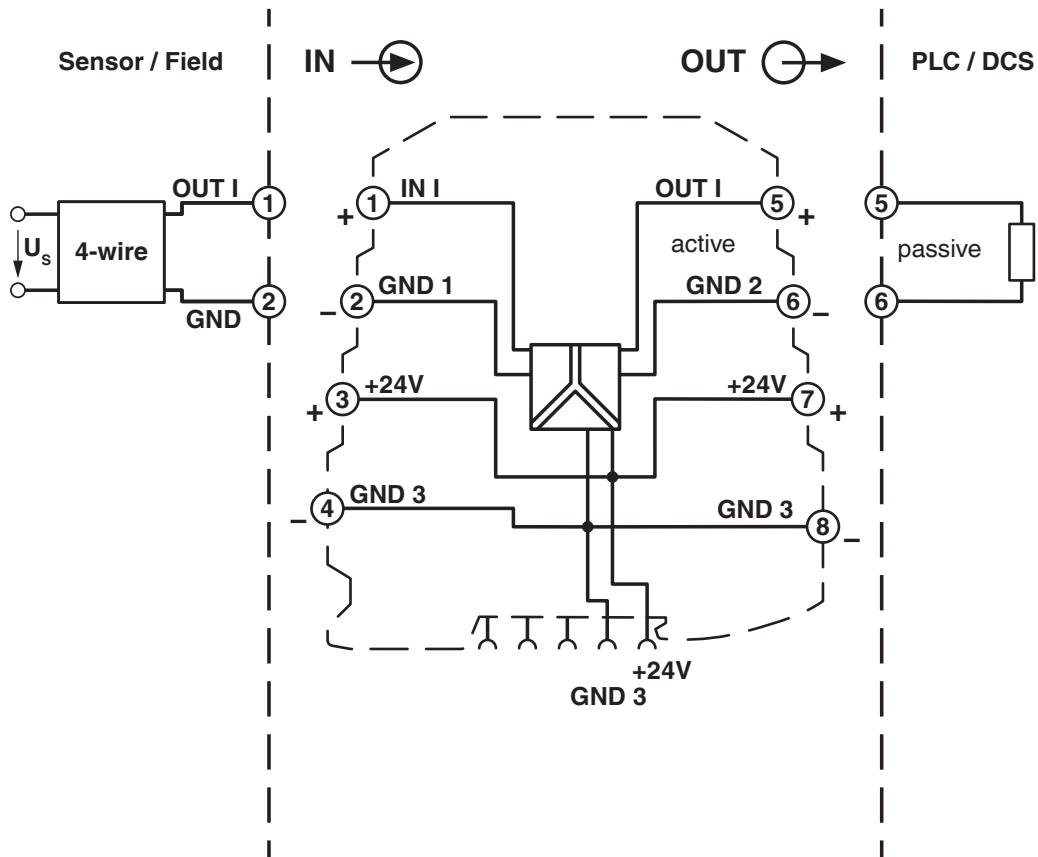 Sensor / Field
IN
OUT
PLC / DCS
OUT I
1
+ 1 IN I
OUT I 5 +
5
Us
4-wire
active
passive
GND
2
− 2 GND 1
GND 2 6 −
6
+ 3 +24V
+24V 7 +
− 4 GND 3
GND 3 8 −
+24V
GND 3